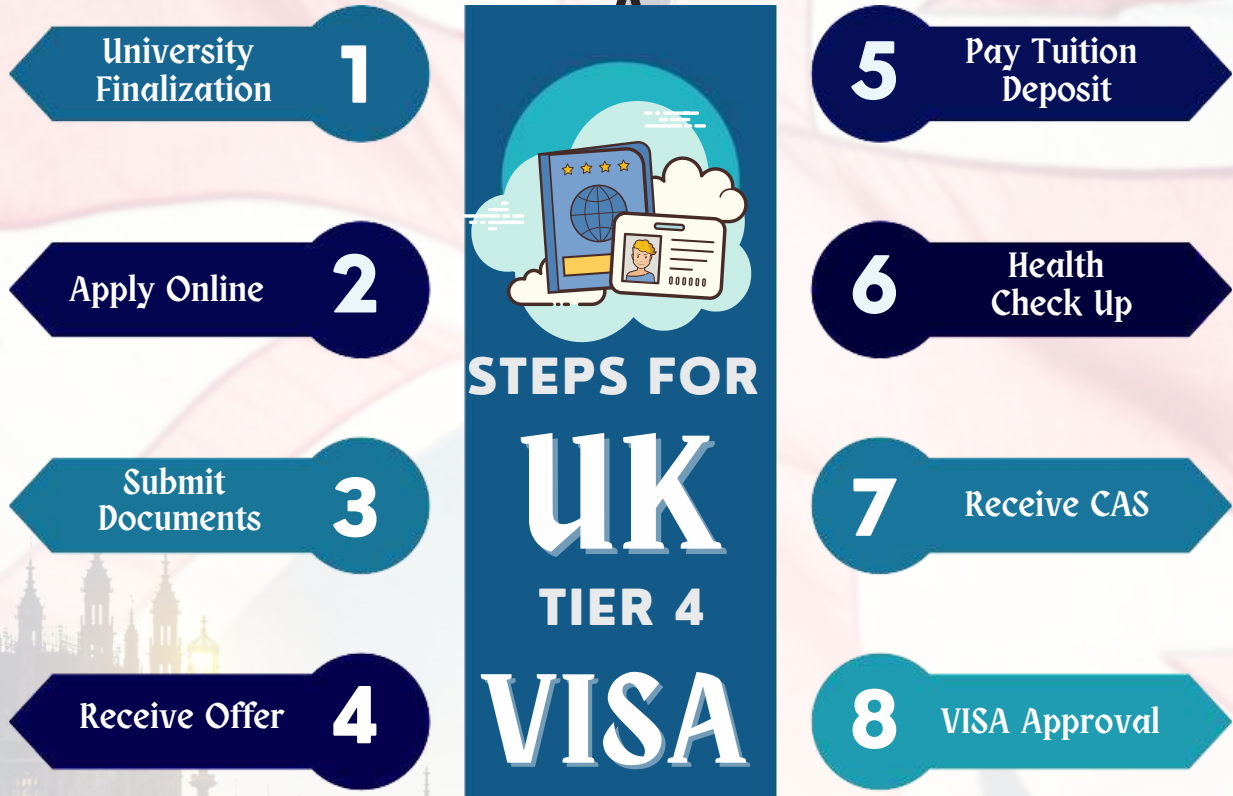 1
University
Finalization
2
Apply Online
3
Submit
Documents
4
Receive Offer
STEPS FOR
UK
TIER 4
VISA
5
Pay Tuition
Deposit
6
Health
Check Up
7
Receive CAS
8
VISA Approval